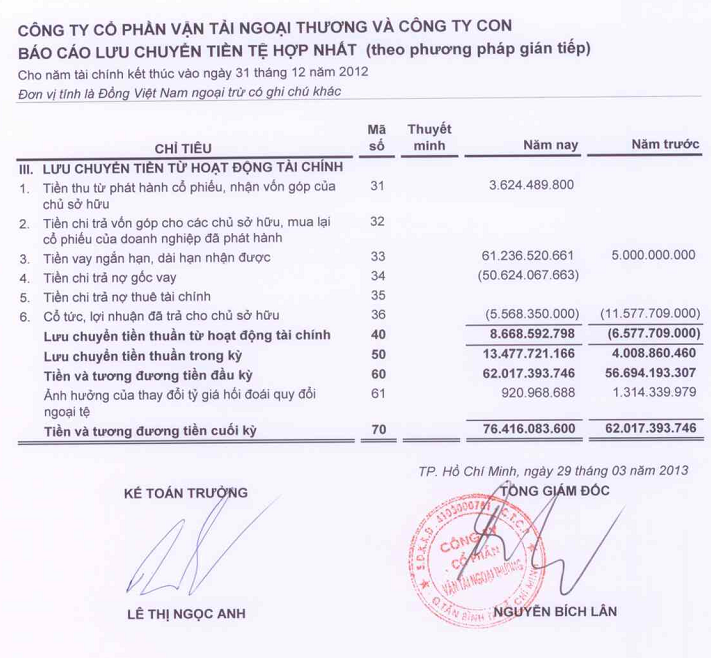 CÔNG TY CỔ PHẦN VẬN TẢI NGOẠI THƯƠNG VÀ CÔNG TY CON
BÁO CÁO LƯU CHUYỂN TIỀN TỆ HỢP NHẤT (theo phương pháp gián tiếp)
Cho năm tài chính kết thúc vào ngày 31 tháng 12 năm 2012
Đơn vị tính là Đồng Việt Nam ngoại trừ có ghi chú khác
CHỈ TIÊU Mã số Thuyết minh Năm nay Năm trước
III. LƯU CHUYỂN TIỀN TỪ HOẠT ĐỘNG TÀI CHÍNH
1. Tiền thu từ phát hành cổ phiếu, nhận vốn góp của 31 3.624.489.800
chủ sở hữu
2. Tiền chi trả vốn góp cho các chủ sở hữu, mua lại 32
cổ phiếu của doanh nghiệp đã phát hành
3. Tiền vay ngắn hạn, dài hạn nhận được 33 61.236.520.661 5.000.000.000
4. Tiền chi trả nợ gốc vay 34 (50.624.067.663)
5. Tiền chi trả nợ thuê tài chính 35
6. Cổ tức, lợi nhuận đã trả cho chủ sở hữu 36 (5.568.350.000) (11.577.709.000)
Lưu chuyển tiền thuần từ hoạt động tài chính 40 8.668.592.798 (6.577.709.000)
Lưu chuyển tiền thuần trong kỳ 50 13.477.721.166 4.008.860.460
Tiền và tương đương tiền đầu kỳ 60 62.017.393.746 56.694.193.307
Ảnh hưởng của thay đổi tỷ giá hối đoái quy đổi 61 920.968.688 1.314.339.979
ngoại tệ
Tiền và tương đương tiền cuối kỳ 70 76.416.083.600 62.017.393.746
TP. Hồ Chí Minh, ngày 29 tháng 03 năm 2013
KẾ TOÁN TRƯỞNG TỔNG GIÁM ĐỐC
S.Đ.K.K.D 4103000761 C.T.C.P
CÔNG TY
CỔ PHẦN
VẬN TẢI NGOẠI THƯƠNG
Q.TÂN BÌNH CHÍ MINH
LÊ THỊ NGỌC ANH NGUYỄN BÍCH LÂN